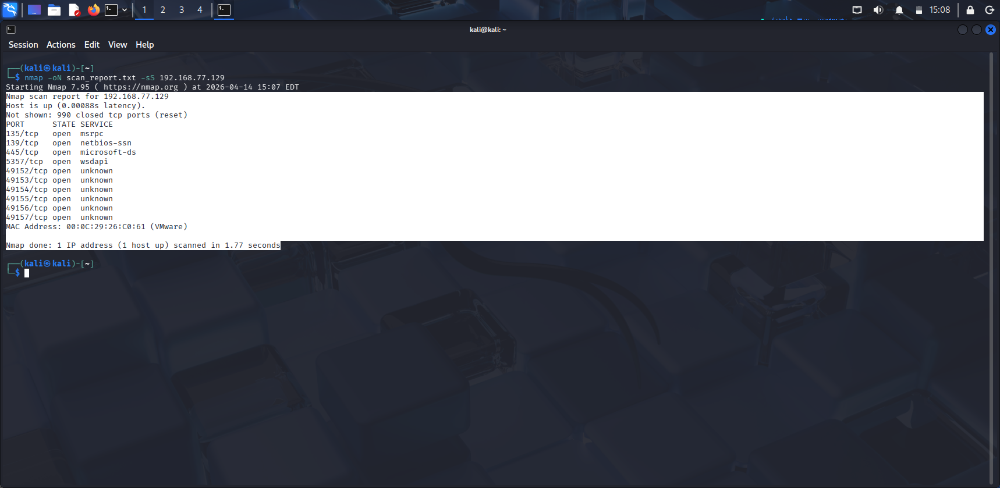 1 2 3 4 15:08
kali@kali: ~
Session Actions Edit View Help
┌──(kali㉿kali)-[~]
└─$ nmap -oN scan_report.txt -sS 192.168.77.129
Starting Nmap 7.95 ( https://nmap.org ) at 2026-04-14 15:07 EDT
Nmap scan report for 192.168.77.129
Host is up (0.00088s latency).
Not shown: 990 closed tcp ports (reset)
PORT      STATE SERVICE
135/tcp   open  msrpc
139/tcp   open  netbios-ssn
445/tcp   open  microsoft-ds
5357/tcp  open  wsdapi
49152/tcp open  unknown
49153/tcp open  unknown
49154/tcp open  unknown
49155/tcp open  unknown
49156/tcp open  unknown
49157/tcp open  unknown
MAC Address: 00:0C:29:26:C0:61 (VMware)
Nmap done: 1 IP address (1 host up) scanned in 1.77 seconds
┌──(kali㉿kali)-[~]
└─$